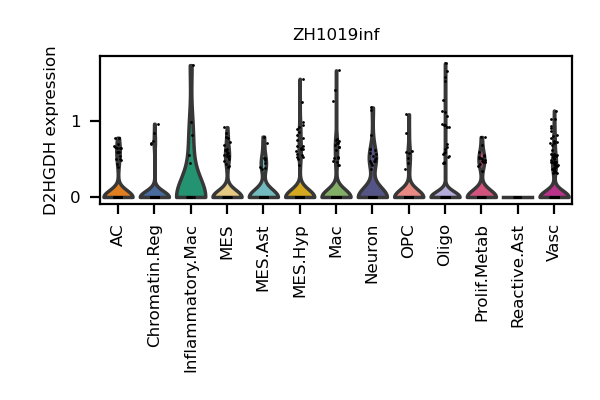 ZH1019inf
D2HGDH expression
1
0
AC
Chromatin.Reg
Inflammatory.Mac
MES
MES.Ast
MES.Hyp
Mac
Neuron
OPC
Oligo
Prolif.Metab
Reactive.Ast
Vasc